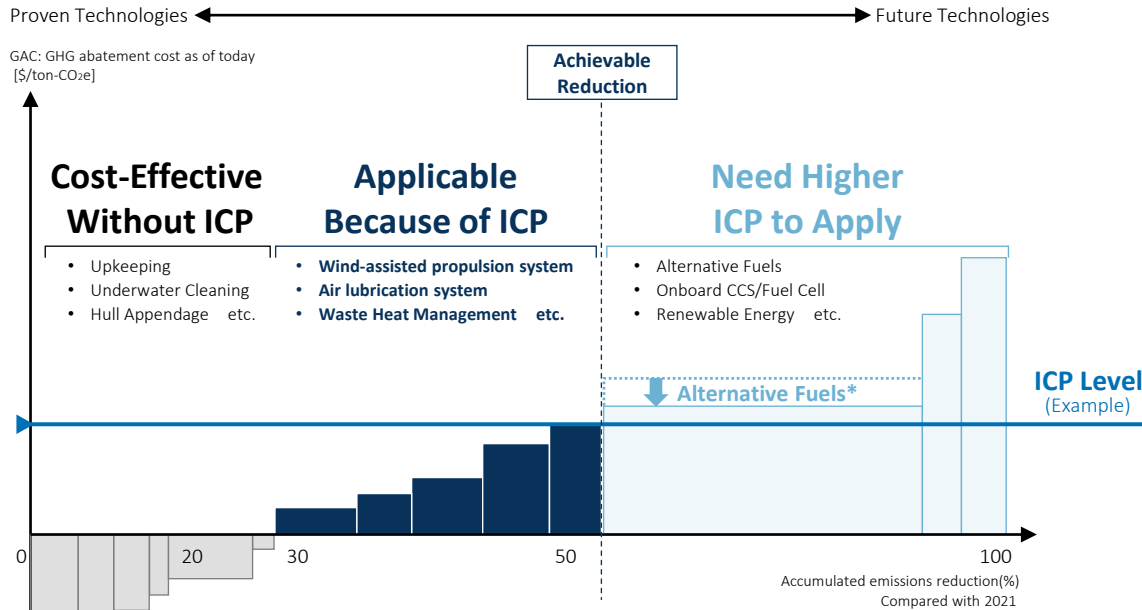 Proven Technologies
Future Technologies
GAC: GHG abatement cost as of today
[$/ton-CO2e]
Achievable
Reduction
Cost-Effective
Without ICP
• Upkeeping
• Underwater Cleaning
• Hull Appendage etc.
Applicable
Because of ICP
• Wind-assisted propulsion system
• Air lubrication system
• Waste Heat Management etc.
Need Higher
ICP to Apply
• Alternative Fuels
• Onboard CCS/Fuel Cell
• Renewable Energy etc.
Alternative Fuels*
ICP Level
(Example)
0 20 30 50 100
Accumulated emissions reduction(%)
Compared with 2021